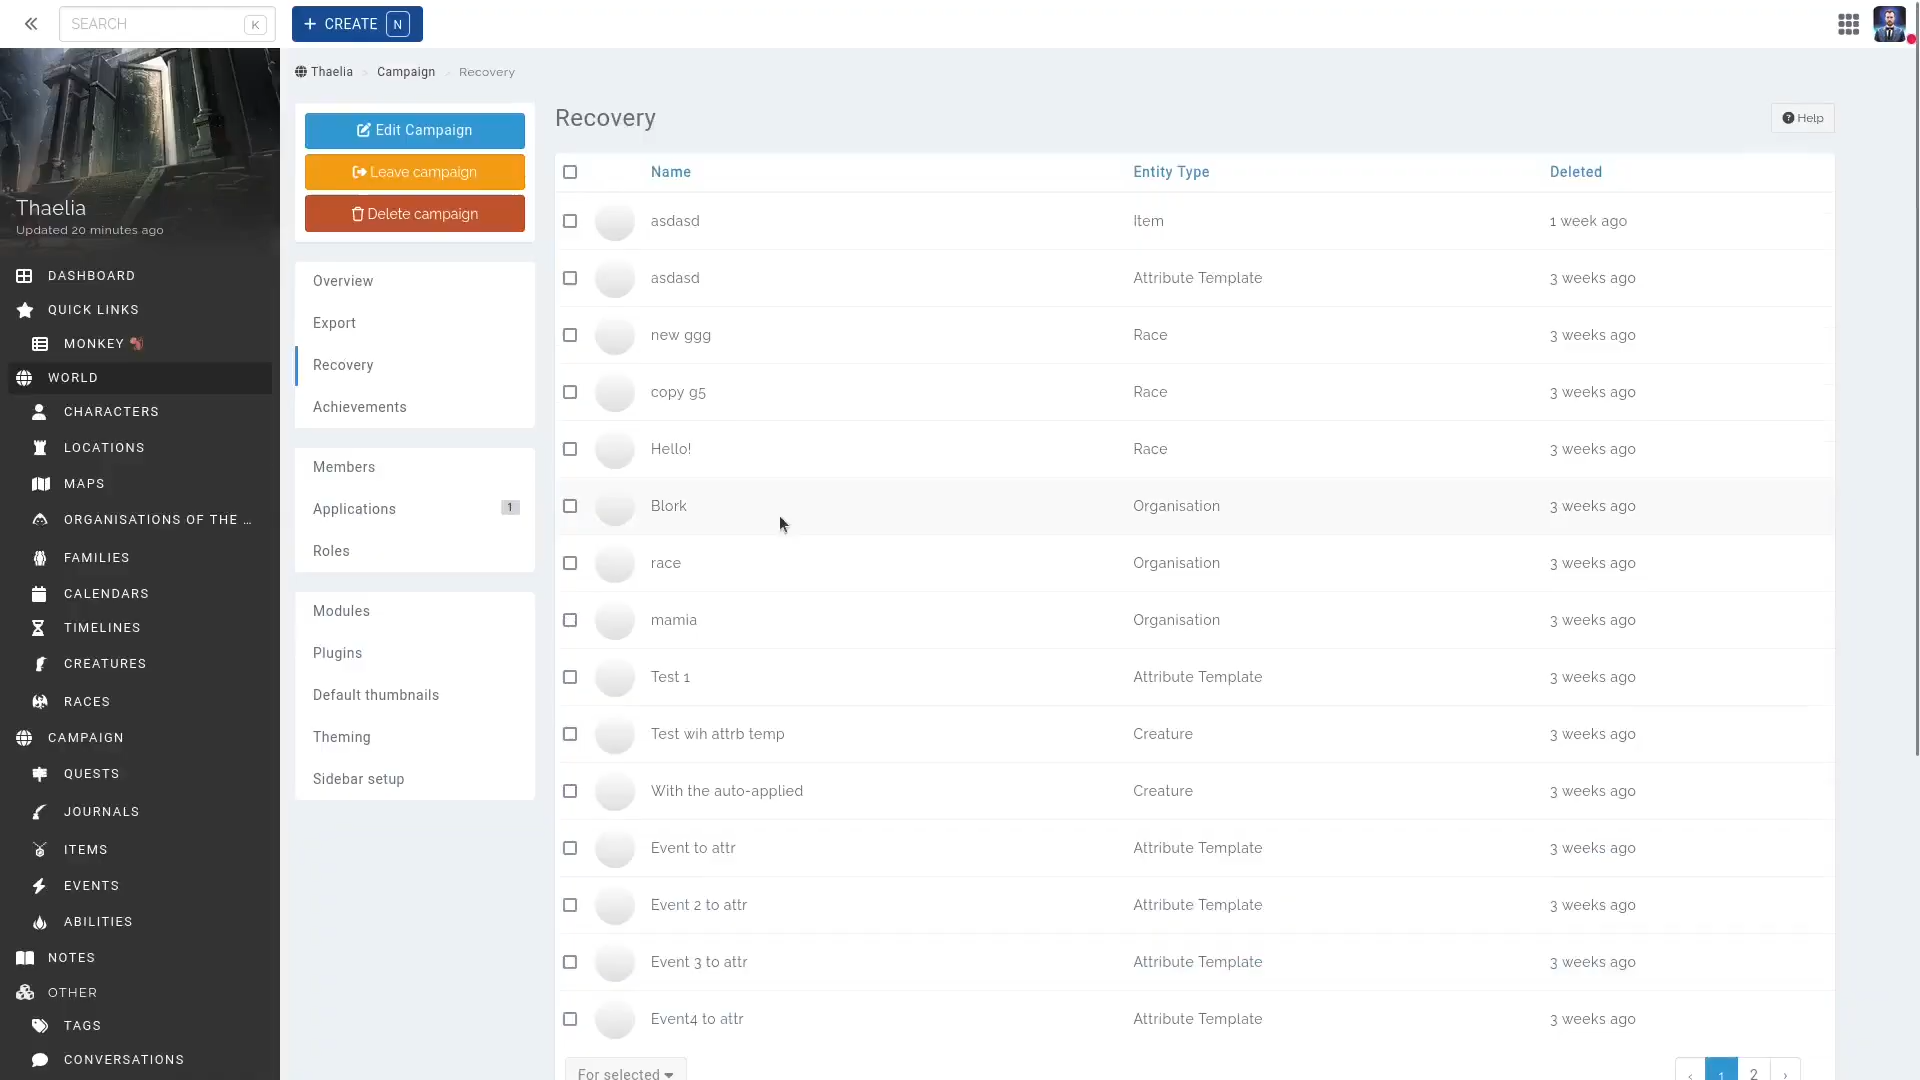 SEARCH K
+ CREATE N
Thaelia
Updated 20 minutes ago
DASHBOARD
QUICK LINKS
MONKEY
WORLD
CHARACTERS
LOCATIONS
MAPS
ORGANISATIONS OF THE ...
FAMILIES
CALENDARS
TIMELINES
CREATURES
RACES
CAMPAIGN
QUESTS
JOURNALS
ITEMS
EVENTS
ABILITIES
NOTES
OTHER
TAGS
CONVERSATIONS
Thaelia Campaign Recovery
Edit Campaign
Leave campaign
Delete campaign
Overview
Export
Recovery
Achievements
Members
Applications 1
Roles
Modules
Plugins
Default thumbnails
Theming
Sidebar setup
Recovery
Help
Name Entity Type Deleted
asdasd Item 1 week ago
asdasd Attribute Template 3 weeks ago
new ggg Race 3 weeks ago
copy g5 Race 3 weeks ago
Hello! Race 3 weeks ago
Blork Organisation 3 weeks ago
race Organisation 3 weeks ago
mamia Organisation 3 weeks ago
Test 1 Attribute Template 3 weeks ago
Test wih attrb temp Creature 3 weeks ago
With the auto-applied Creature 3 weeks ago
Event to attr Attribute Template 3 weeks ago
Event 2 to attr Attribute Template 3 weeks ago
Event 3 to attr Attribute Template 3 weeks ago
Event4 to attr Attribute Template 3 weeks ago
For selected ‹ 1 2 ›